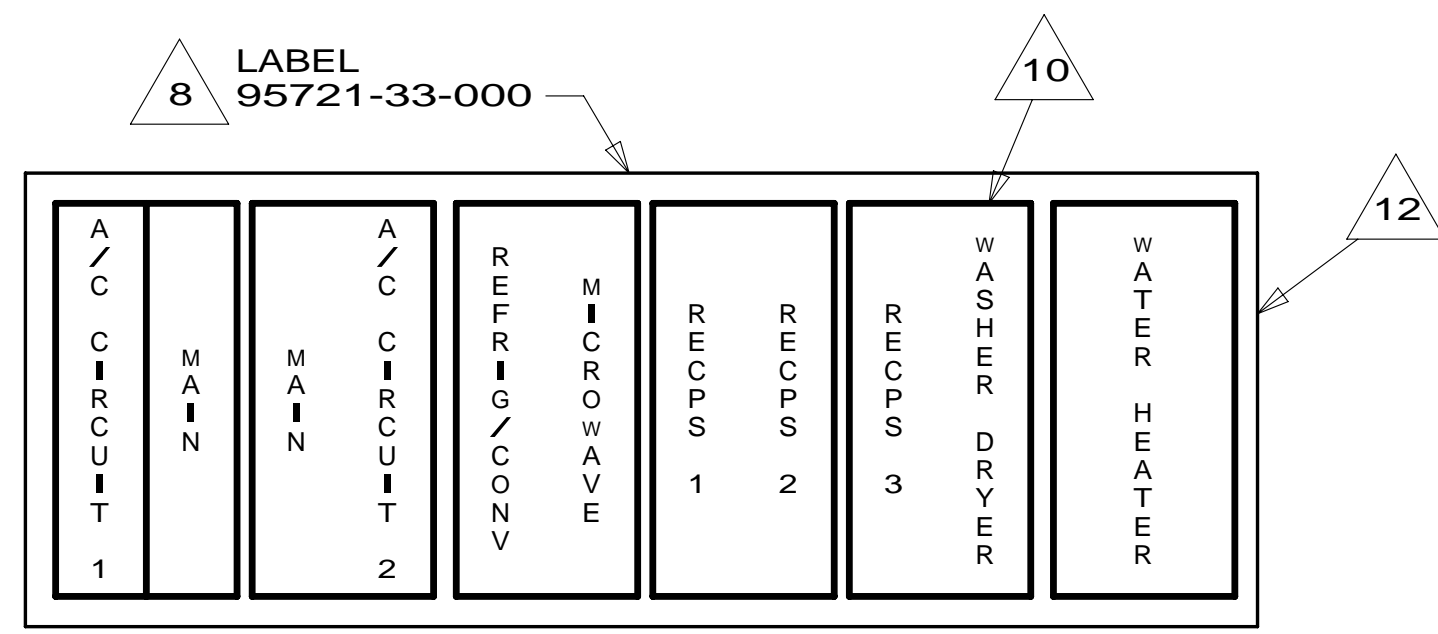 8
LABEL
95721-33-000
10
12
A/C CIRCUIT 1
MAIN
MAIN
A/C CIRCUIT 2
REFRIG/CONV
MICROWAVE
RECPS 1
RECPS 2
RECPS 3
WASHER DRYER
WATER HEATER